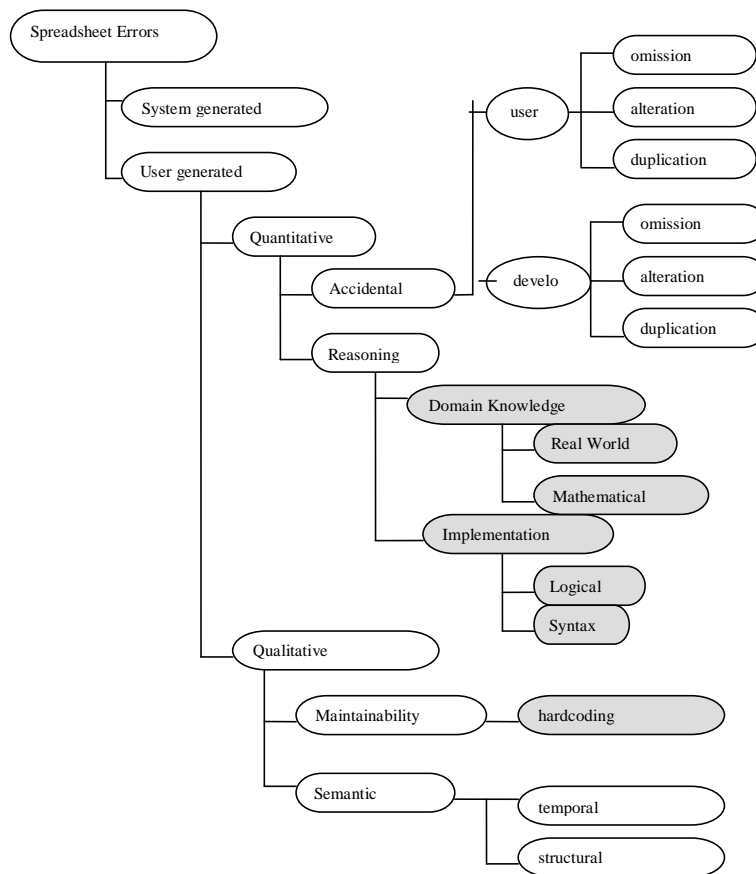 Spreadsheet Errors
System generated
User generated
Quantitative
Accidental
user
omission
alteration
duplication
develo
omission
alteration
duplication
Reasoning
Domain Knowledge
Real World
Mathematical
Implementation
Logical
Syntax
Qualitative
Maintainability
hardcoding
Semantic
temporal
structural